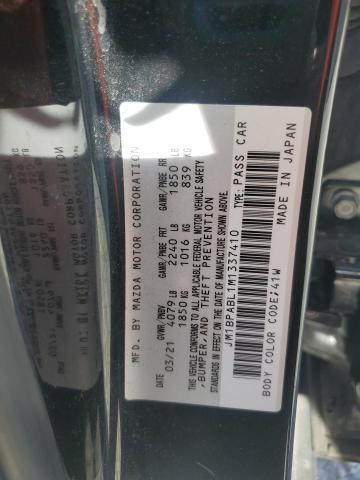 MFD. BY MAZDA MOTOR CORPORATION
GVWR/PNBV GAWR/PNBE FRT GAWR/PNBE RR
03/21 4079 LB 2240 LB 1850 LB
1850 KG 1016 KG 839 KG
THIS VEHICLE CONFORMS TO ALL APPLICABLE FEDERAL MOTOR VEHICLE SAFETY
,BUMPER,AND THEFT PREVENTION
STANDARDS IN EFFECT ON THE DATE OF MANUFACTURE SHOWN ABOVE.
JM1BPABL1M1337410 TYPE: PASS CAR
BODY COLOR CODE:41W MADE IN JAPAN